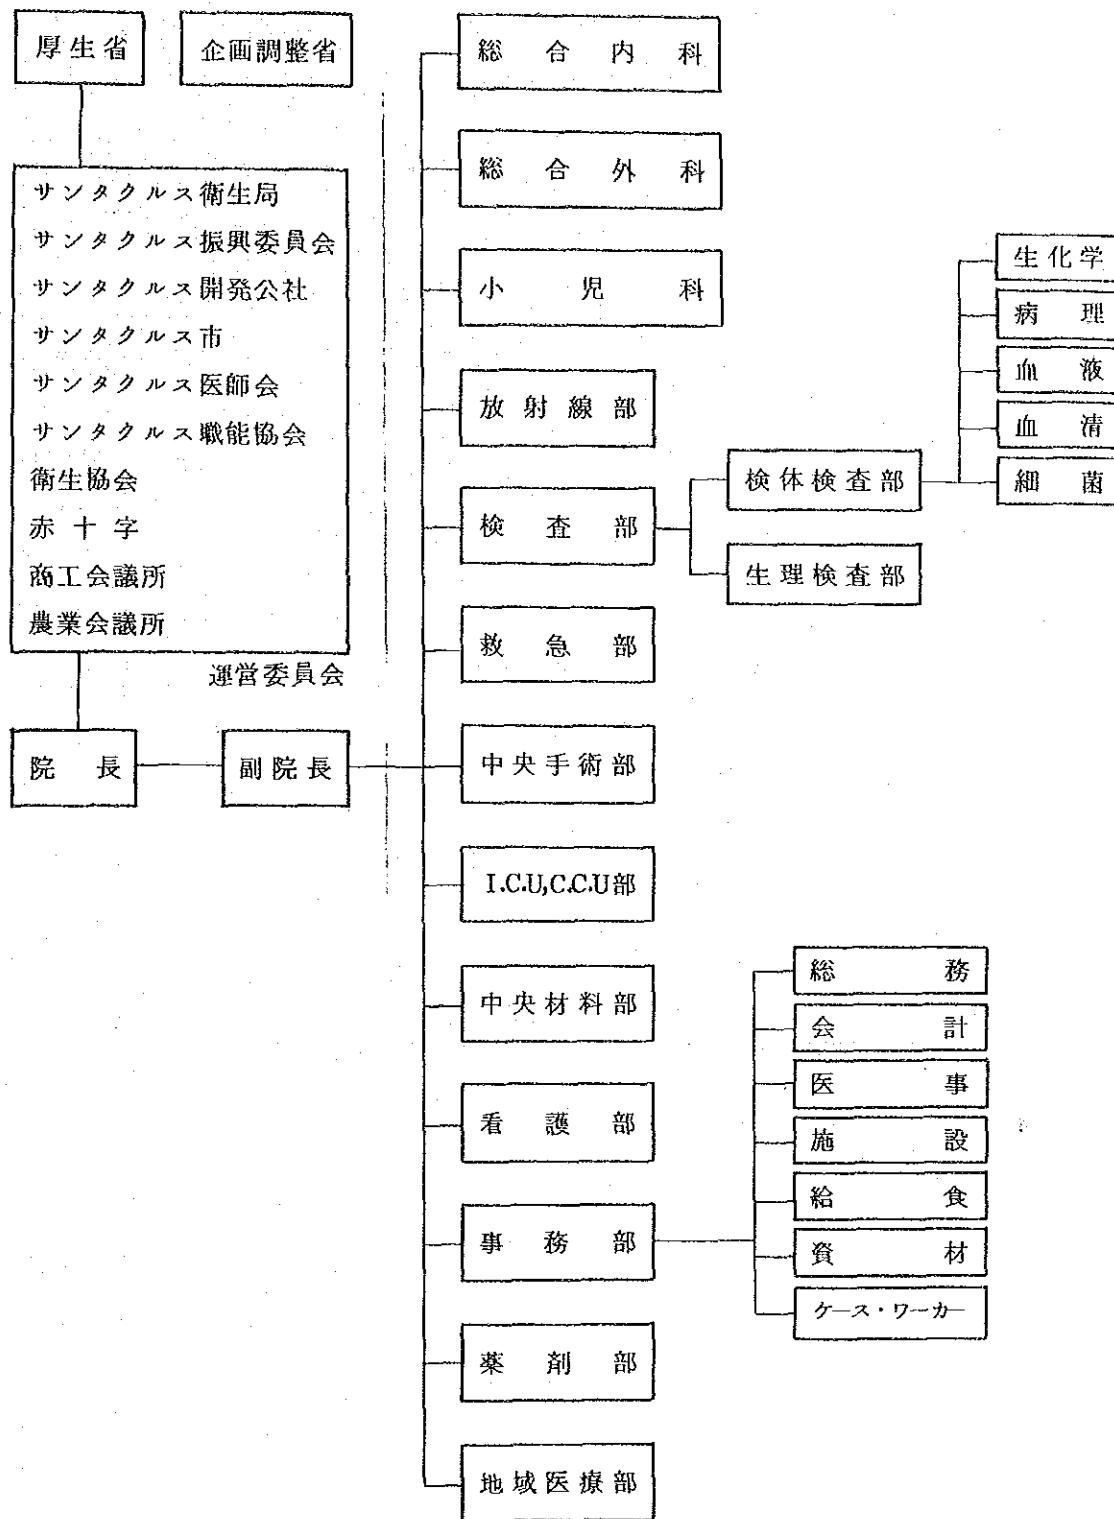 厚生省
企画調整省
サンタクルス衛生局
サンタクルス振興委員会
サンタクルス開発公社
サンタクルス市
サンタクルス医師会
サンタクルス職能協会
衛生協会
赤十字
商工会議所
農業会議所
運営委員会
院長
副院長
総合内科
総合外科
小児科
放射線部
検査部
検体検査部
生化学
病理
血液
血清
細菌
生理検査部
救急部
中央手術部
I.C.U,C.C.U部
中央材料部
看護部
事務部
総務
会計
医事
施設
給食
資材
ケース・ワーカー
薬剤部
地域医療部